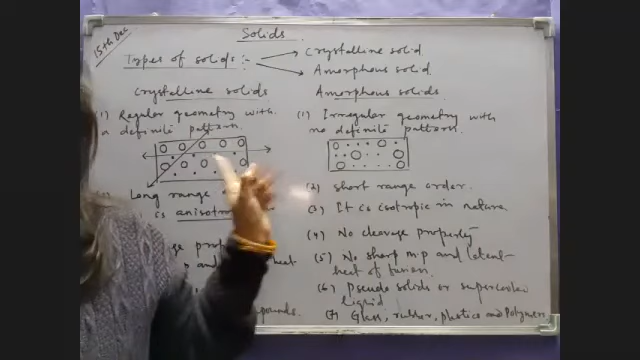 15th Dec
Solids
Types of solids :-
Crystalline solid
Amorphous solid
Crystalline solids
(1) Regular geometry with
a definite pattern.
Long range
is anisotro
and
Amorphous solids
(1) Irregular geometry with
no definite pattern.
(2) Short range order.
(3) It is isotropic in nature
(4) No cleavage property
(5) No sharp m.p and latent
heat of fusion.
(6) Pseudo solids or supercooled
liquid
(7) Glass, rubber, plastics and Polymers